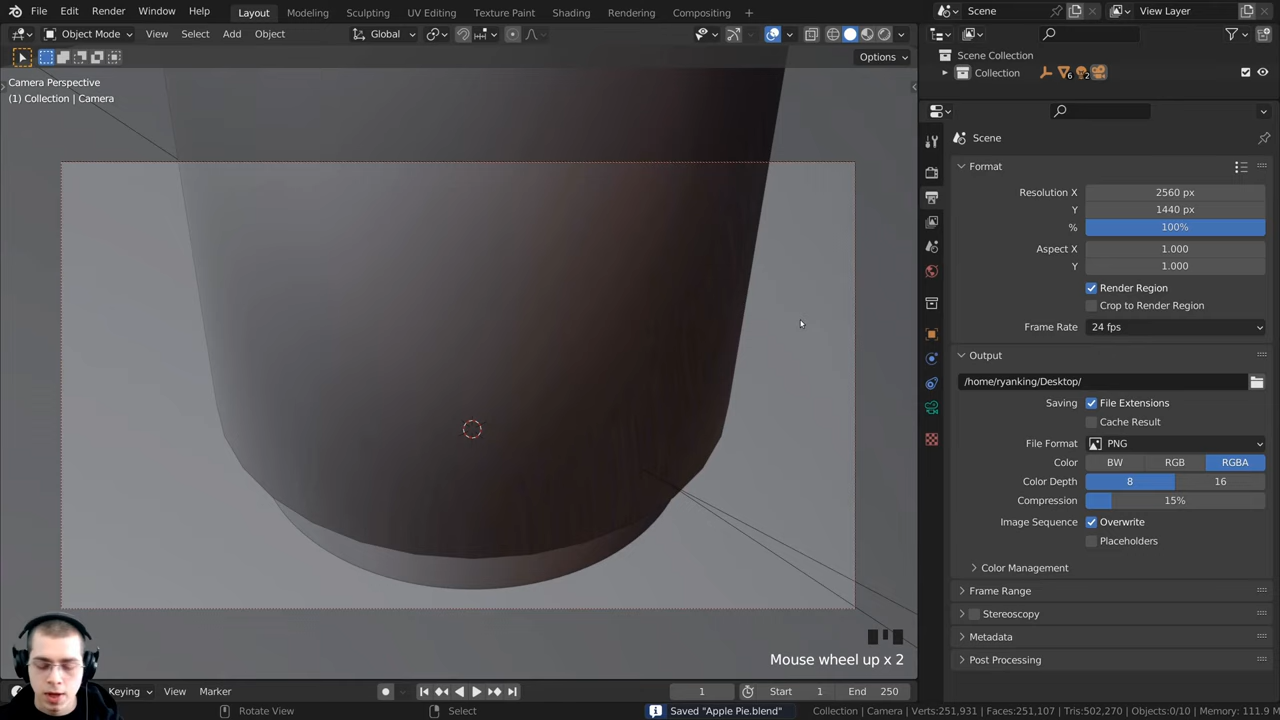 File Edit Render Window Help Layout Modeling Sculpting UV Editing Texture Paint Shading Rendering Compositing + Scene View Layer
Object Mode View Select Add Object Global
Options
Camera Perspective
(1) Collection | Camera
Mouse wheel up x 2
Scene Collection
Collection 6 2
Scene
Format
Resolution X 2560 px
Y 1440 px
% 100%
Aspect X 1.000
Y 1.000
Render Region
Crop to Render Region
Frame Rate 24 fps
Output
/home/ryanking/Desktop/
Saving File Extensions
Cache Result
File Format PNG
Color BW RGB RGBA
Color Depth 8 16
Compression 15%
Image Sequence Overwrite
Placeholders
Color Management
Frame Range
Stereoscopy
Metadata
Post Processing
Keying View Marker 1 Start 1 End 250
Rotate View Select Saved "Apple Pie.blend" Collection | Camera | Verts:251,931 | Faces:251,107 | Tris:502,270 | Objects:0/10 | Memory: 111.9 M